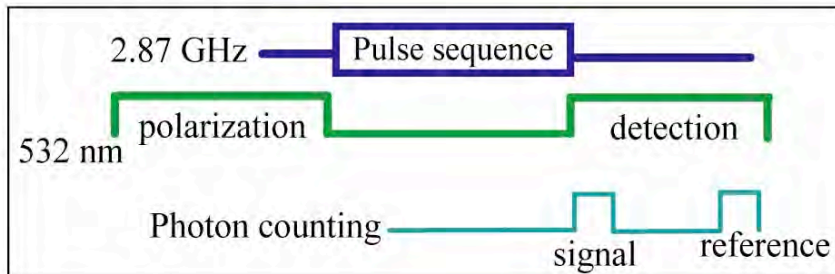 2.87 GHz Pulse sequence
polarization detection
532 nm
Photon counting
signal reference